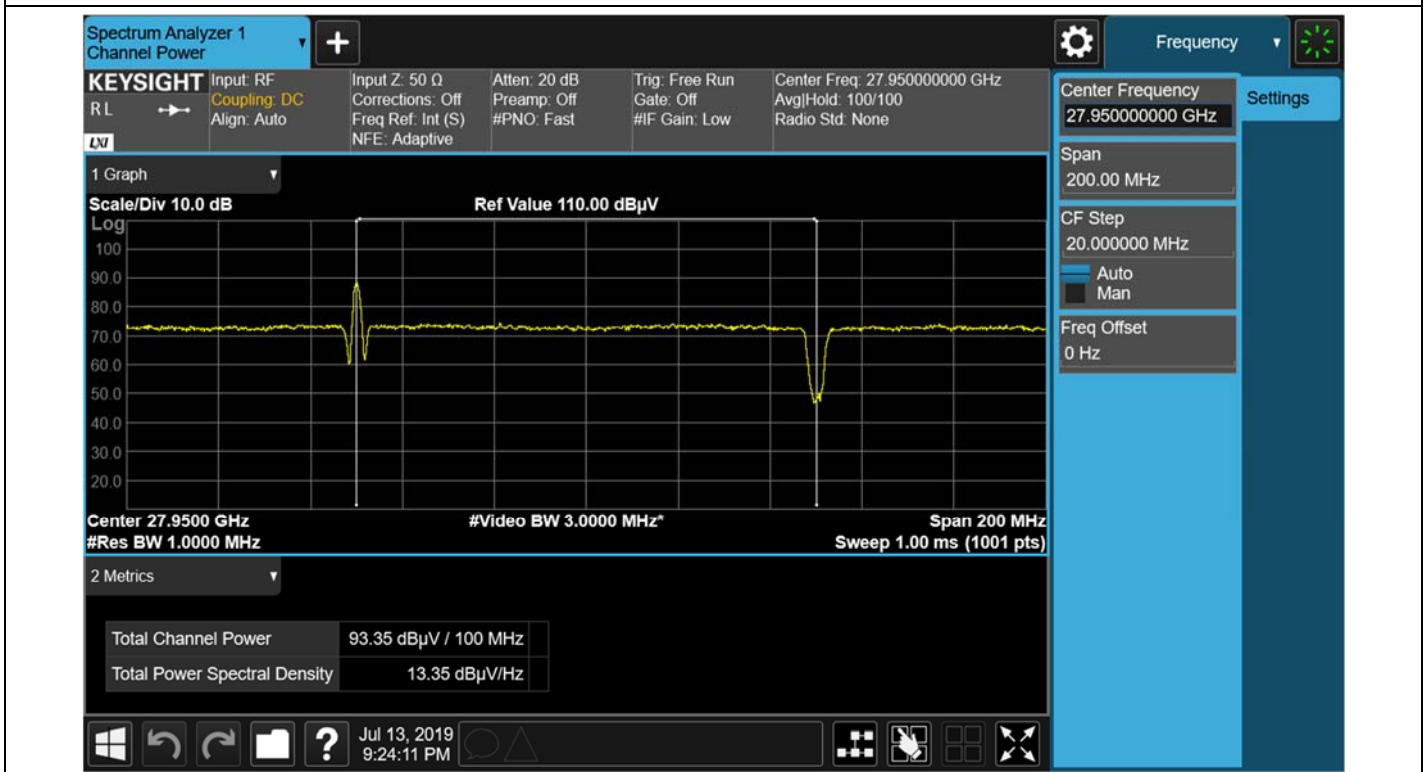 Spectrum Analyzer 1
Channel Power
+
Frequency
KEYSIGHT
R L
LXI
Input: RF
Coupling: DC
Align: Auto
Input Z: 50 Ω
Corrections: Off
Freq Ref: Int (S)
NFE: Adaptive
Atten: 20 dB
Preamp: Off
#PNO: Fast
Trig: Free Run
Gate: Off
#IF Gain: Low
Center Freq: 27.950000000 GHz
Avg|Hold: 100/100
Radio Std: None
Center Frequency
27.950000000 GHz
Settings
Span
200.00 MHz
CF Step
20.000000 MHz
Auto
Man
Freq Offset
0 Hz
1 Graph
Scale/Div 10.0 dB
Ref Value 110.00 dBµV
Log
100
90.0
80.0
70.0
60.0
50.0
40.0
30.0
20.0
Center 27.9500 GHz
#Video BW 3.0000 MHz*
Span 200 MHz
#Res BW 1.0000 MHz
Sweep 1.00 ms (1001 pts)
2 Metrics
Total Channel Power 93.35 dBµV / 100 MHz
Total Power Spectral Density 13.35 dBµV/Hz
?
Jul 13, 2019
9:24:11 PM